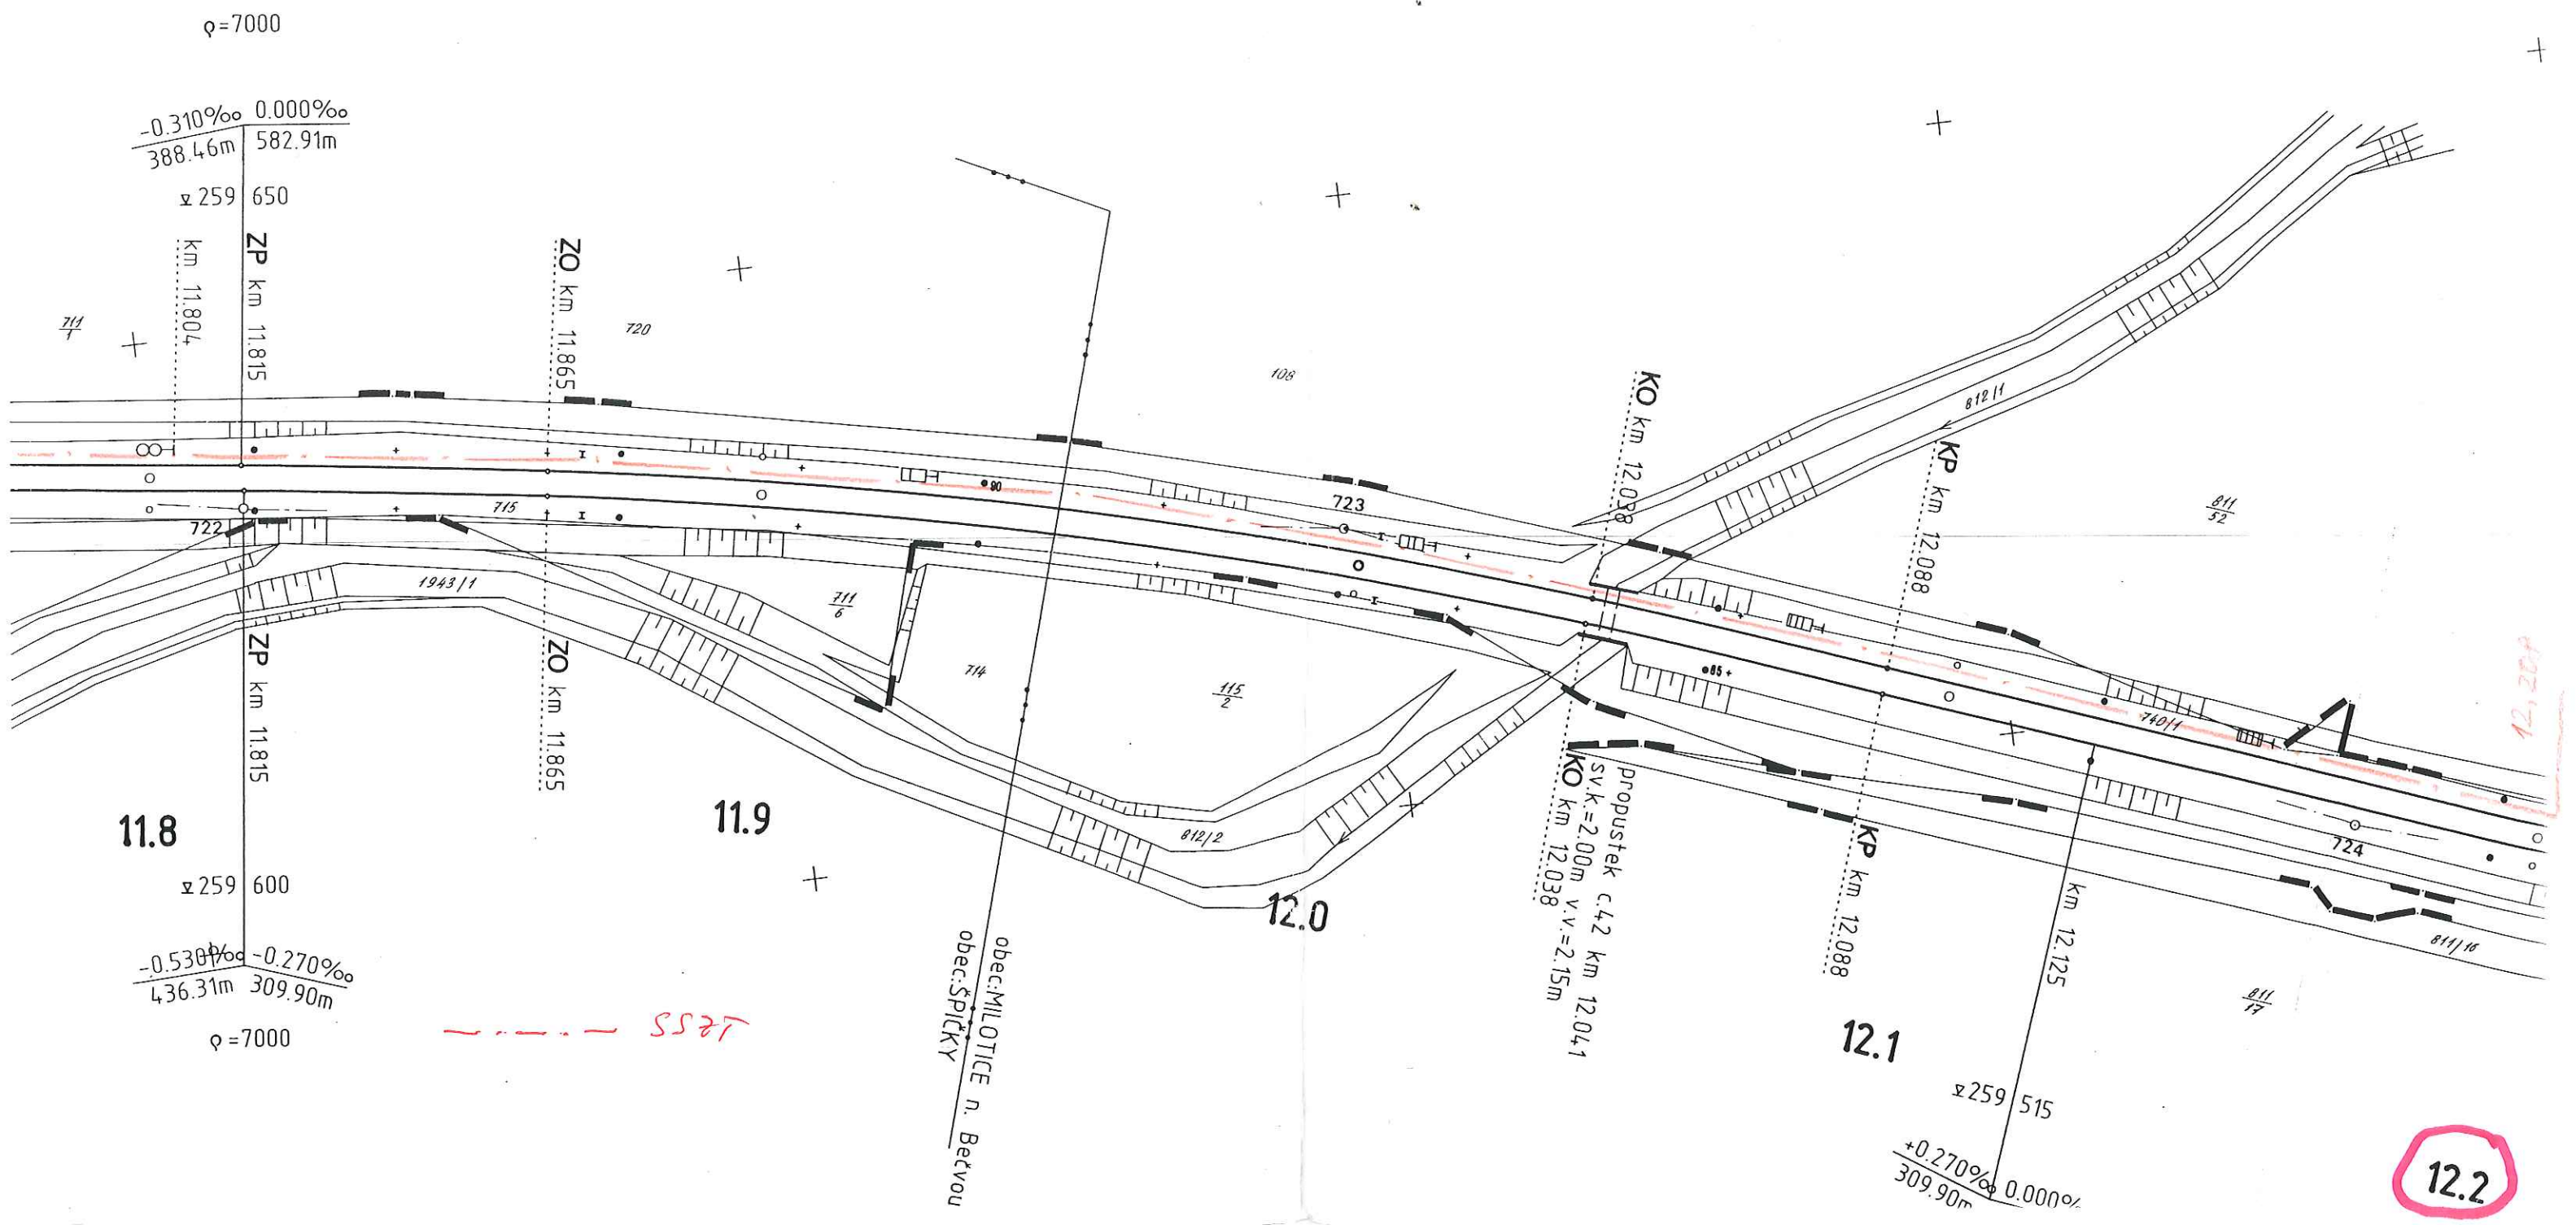 ϙ=7000
-0.310‰ 0.000‰
388.46m 582.91m
259 650
km 11.804
ZP km 11.815
ZO km 11.865
711/1
720
108
KO km 12.038
812/1
KP km 12.088
811/52
90
723
722
715
1943/1
711/6
714
115/2
85
740/1
12,201
ZP km 11.815
ZO km 11.865
11.8
11.9
812/2
12.0
KO km 12.038
propustek c.42 km 12.041
sv.k=2.00m v.v.=2.15m
KP km 12.088
km 12.125
724
811/16
811/17
259 600
-0.530‰ -0.270‰
436.31m 309.90m
ϙ=7000
SSZT
obec:MILOTICE n. Bečvou
obec:ŠPIČKY
12.1
259 515
+0.270‰ 0.000‰
309.90m
12.2